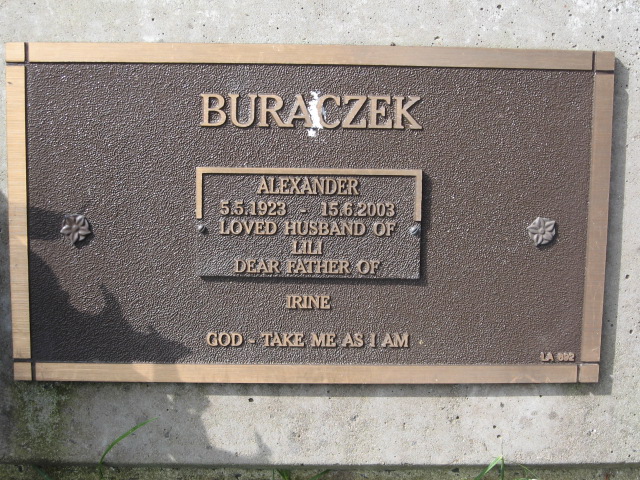 BURACZEK
ALEXANDER
5.5.1923 - 15.6.2003
LOVED HUSBAND OF
LILI
DEAR FATHER OF
IRINE
GOD - TAKE ME AS I AM
LA 892